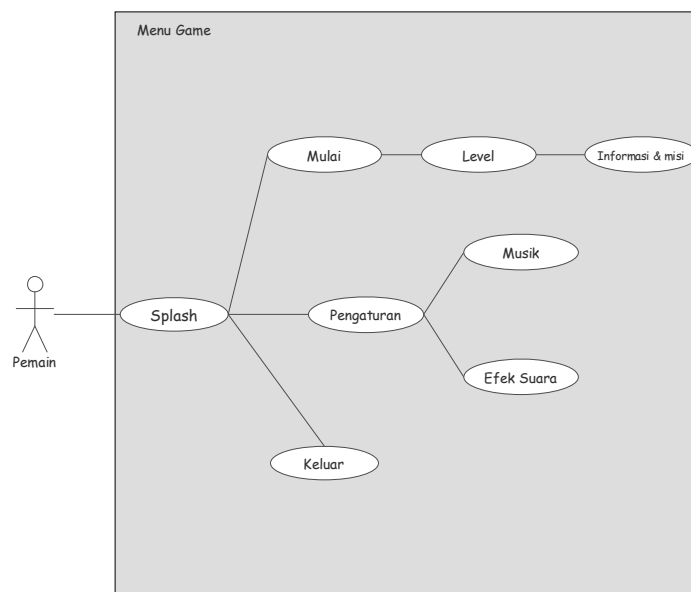 Menu Game
Mulai
Level
Informasi & misi
Musik
Splash
Pengaturan
Pemain
Efek Suara
Keluar